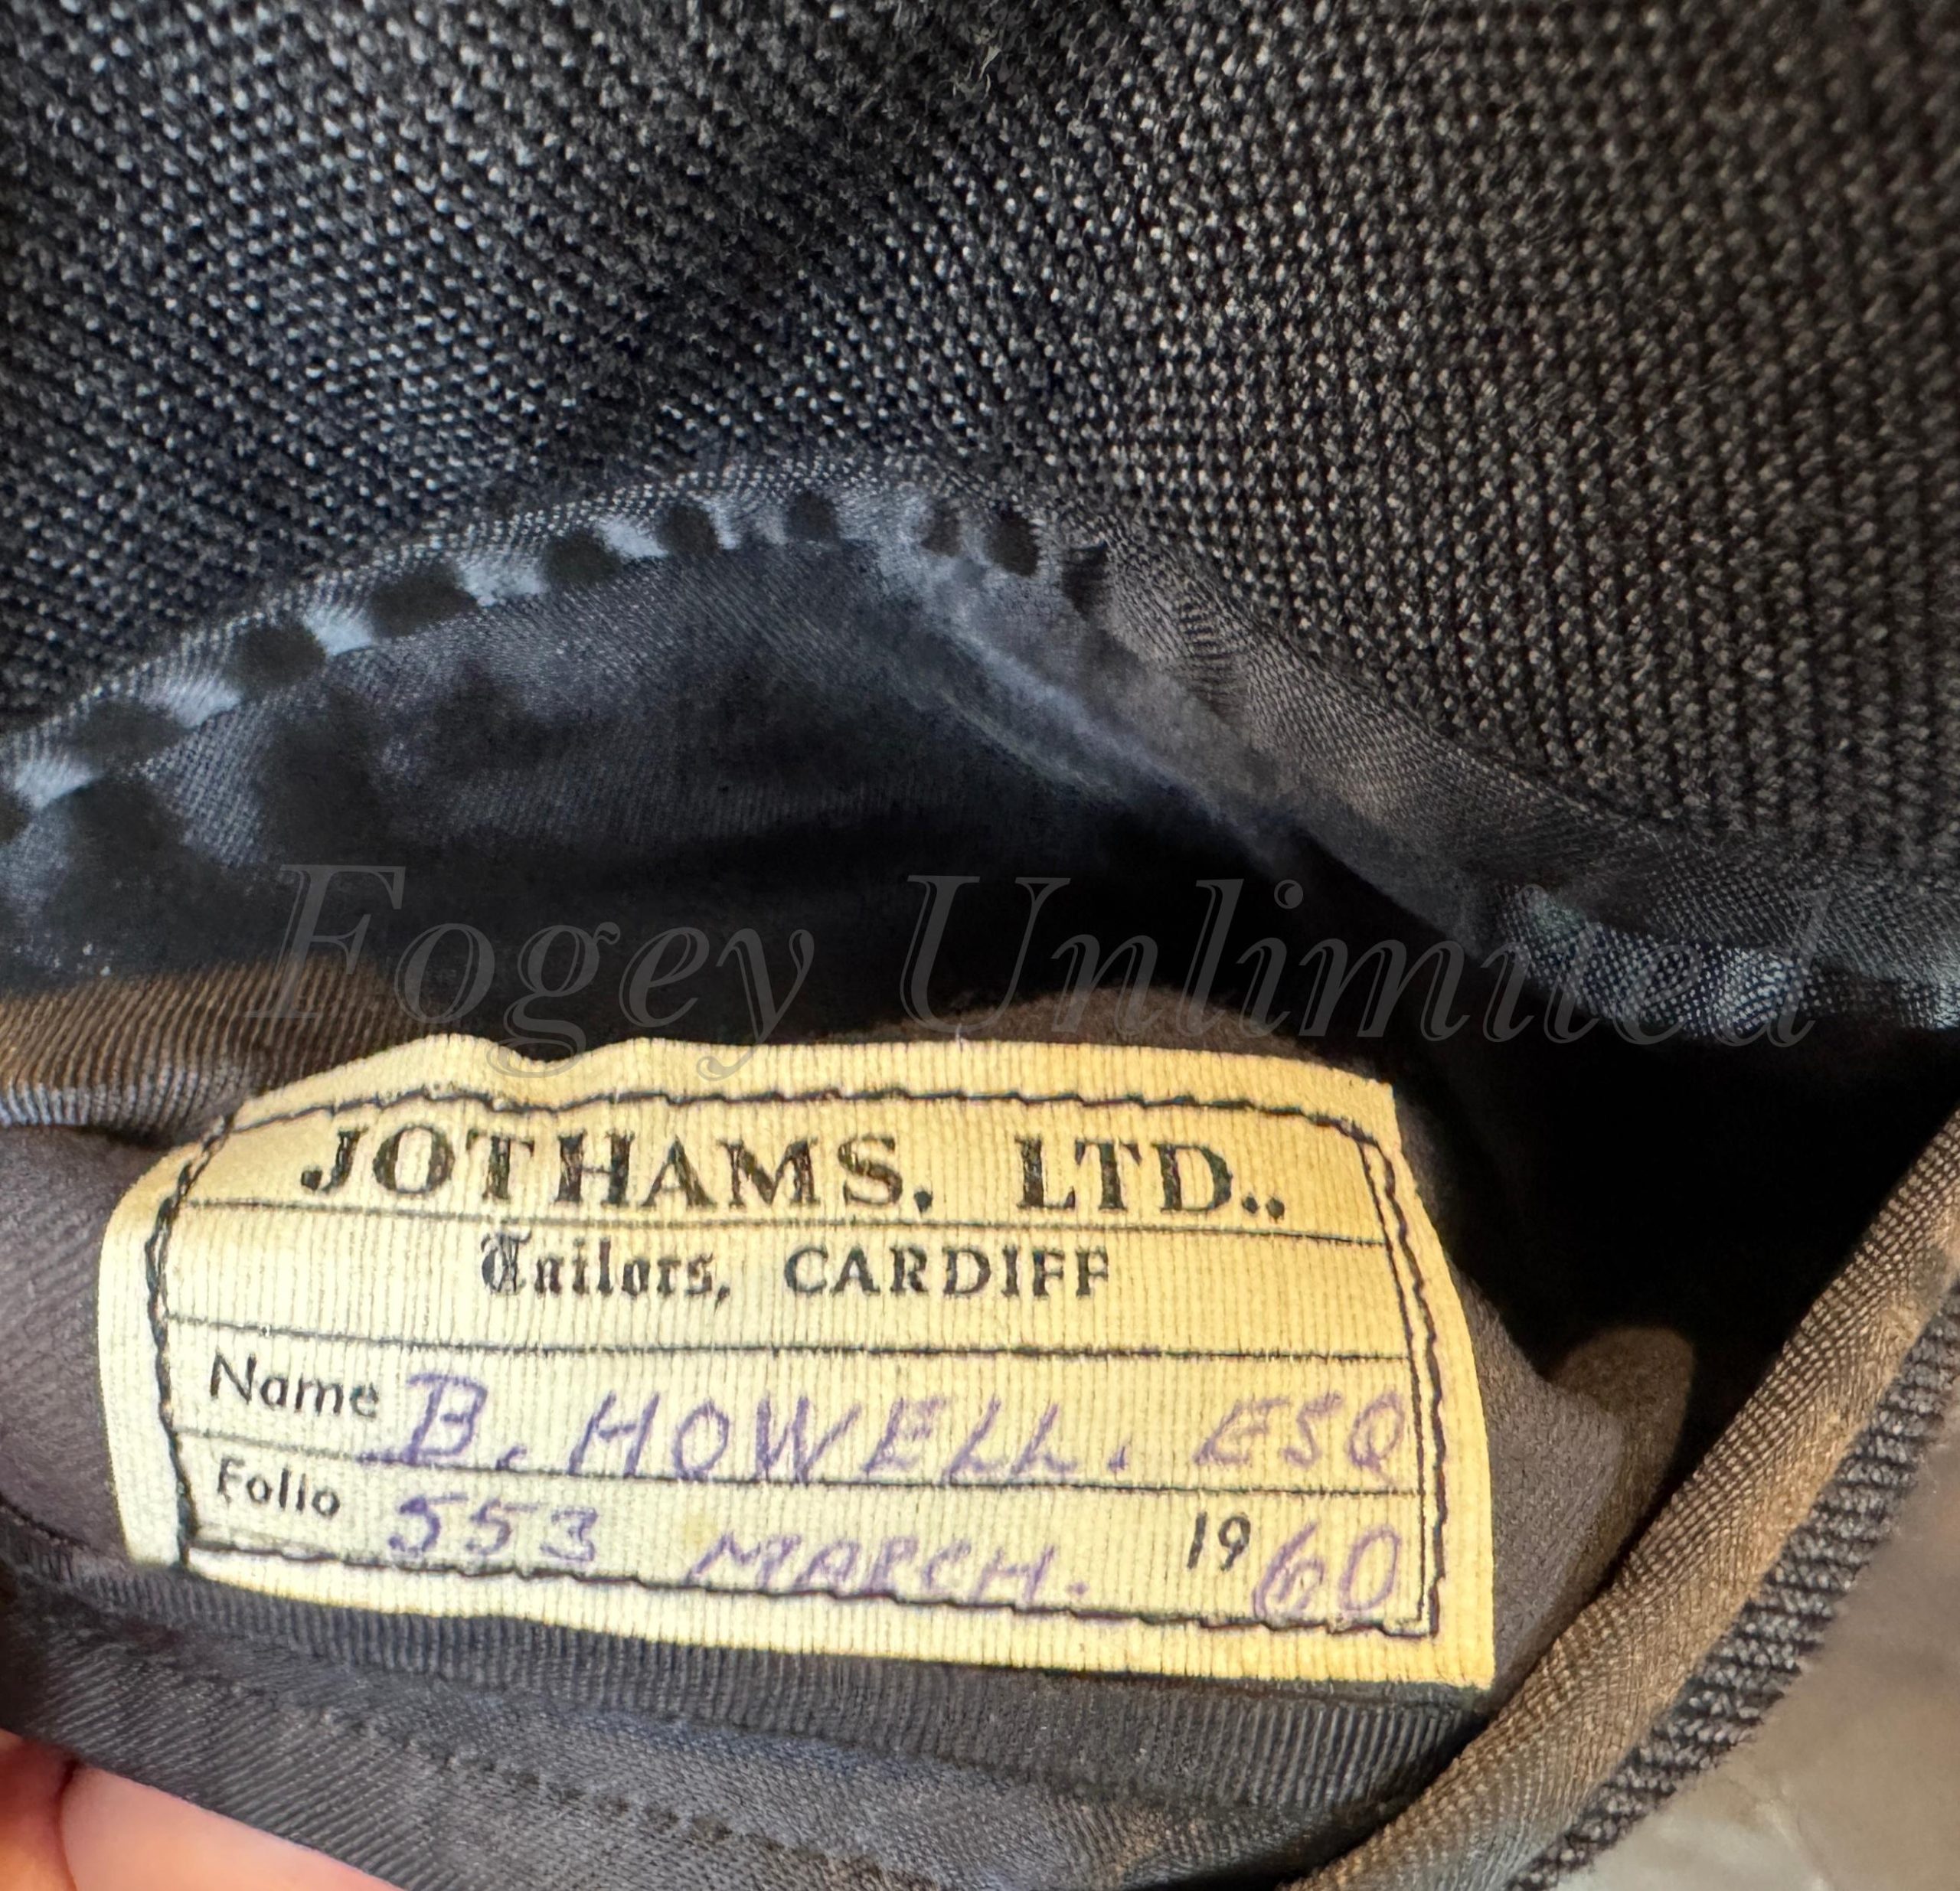 Fogey Unlimited
JOTHAMS, LTD..
Tailors, CARDIFF
Name B. HOWELL. ESQ
Folio 553 MARCH. 1960